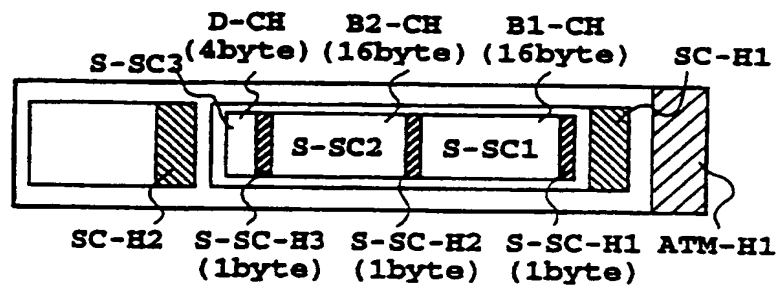 D-CH B2-CH B1-CH
(4byte) (16byte) (16byte) SC-H1
S-SC3
S-SC2 S-SC1
SC-H2 S-SC-H3 S-SC-H2 S-SC-H1 ATM-H1
(1byte) (1byte) (1byte)